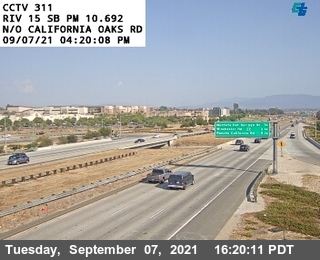 CCTV 311
RIV 15 SB PM 10.692
N/O CALIFORNIA OAKS RD
09/07/21 04:20:08 PM
Tuesday, September 07, 2021 16:20:11 PDT